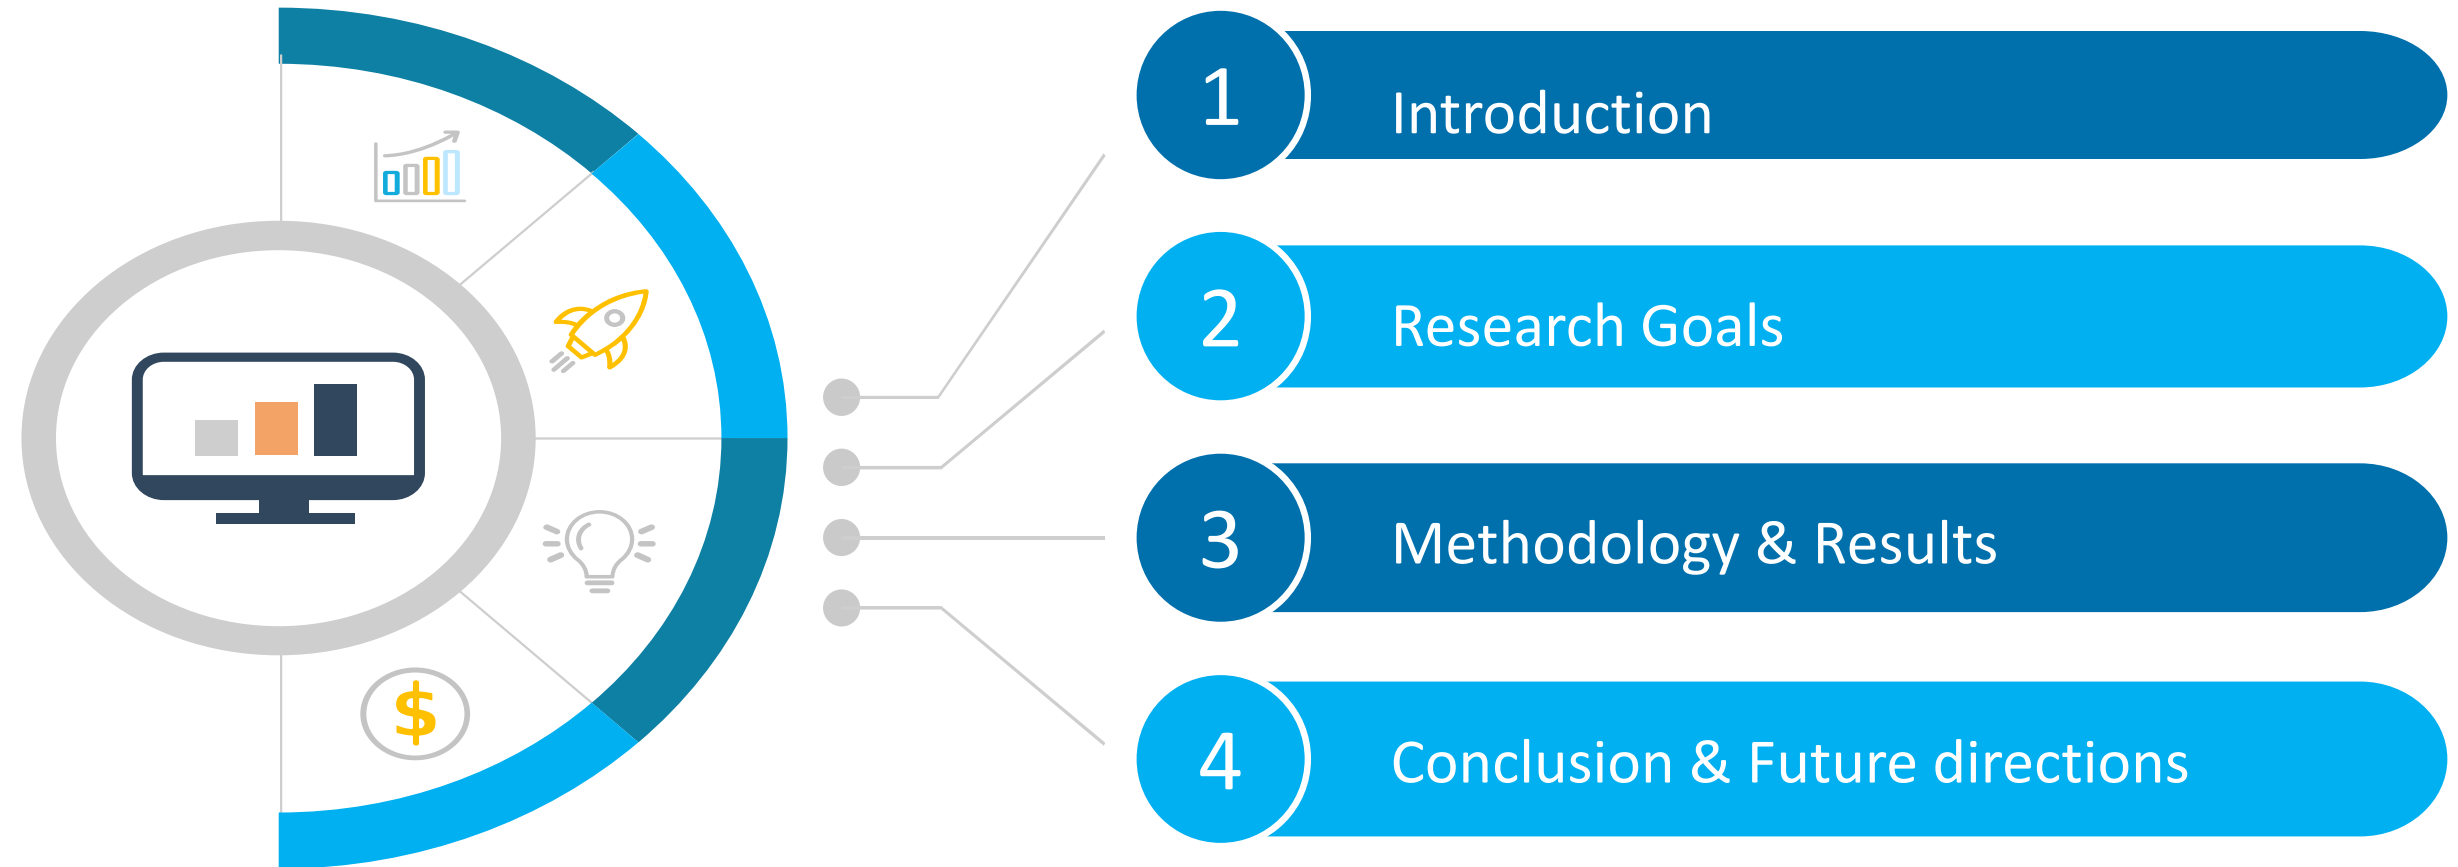 1
Introduction
2
Research Goals
3
Methodology & Results
4
Conclusion & Future directions
$